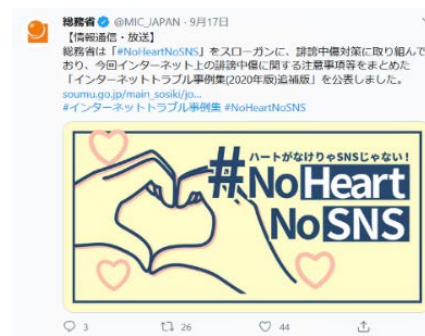 総務省 @MIC_JAPAN・9月17日
【情報通信・放送】
総務省は「#NoHeartNoSNS」をスローガンに、誹謗中傷対策に取り組んで
おり、今回インターネット上の誹謗中傷に関する注意事項等をまとめた
「インターネットトラブル事例集(2020年版)追補版」を公表しました。
soumu.go.jp/main_sosiki/jo...
#インターネットトラブル事例集 #NoHeartNoSNS
ハートがなけりゃSNSじゃない!
#NoHeart
NoSNS
3 26 44